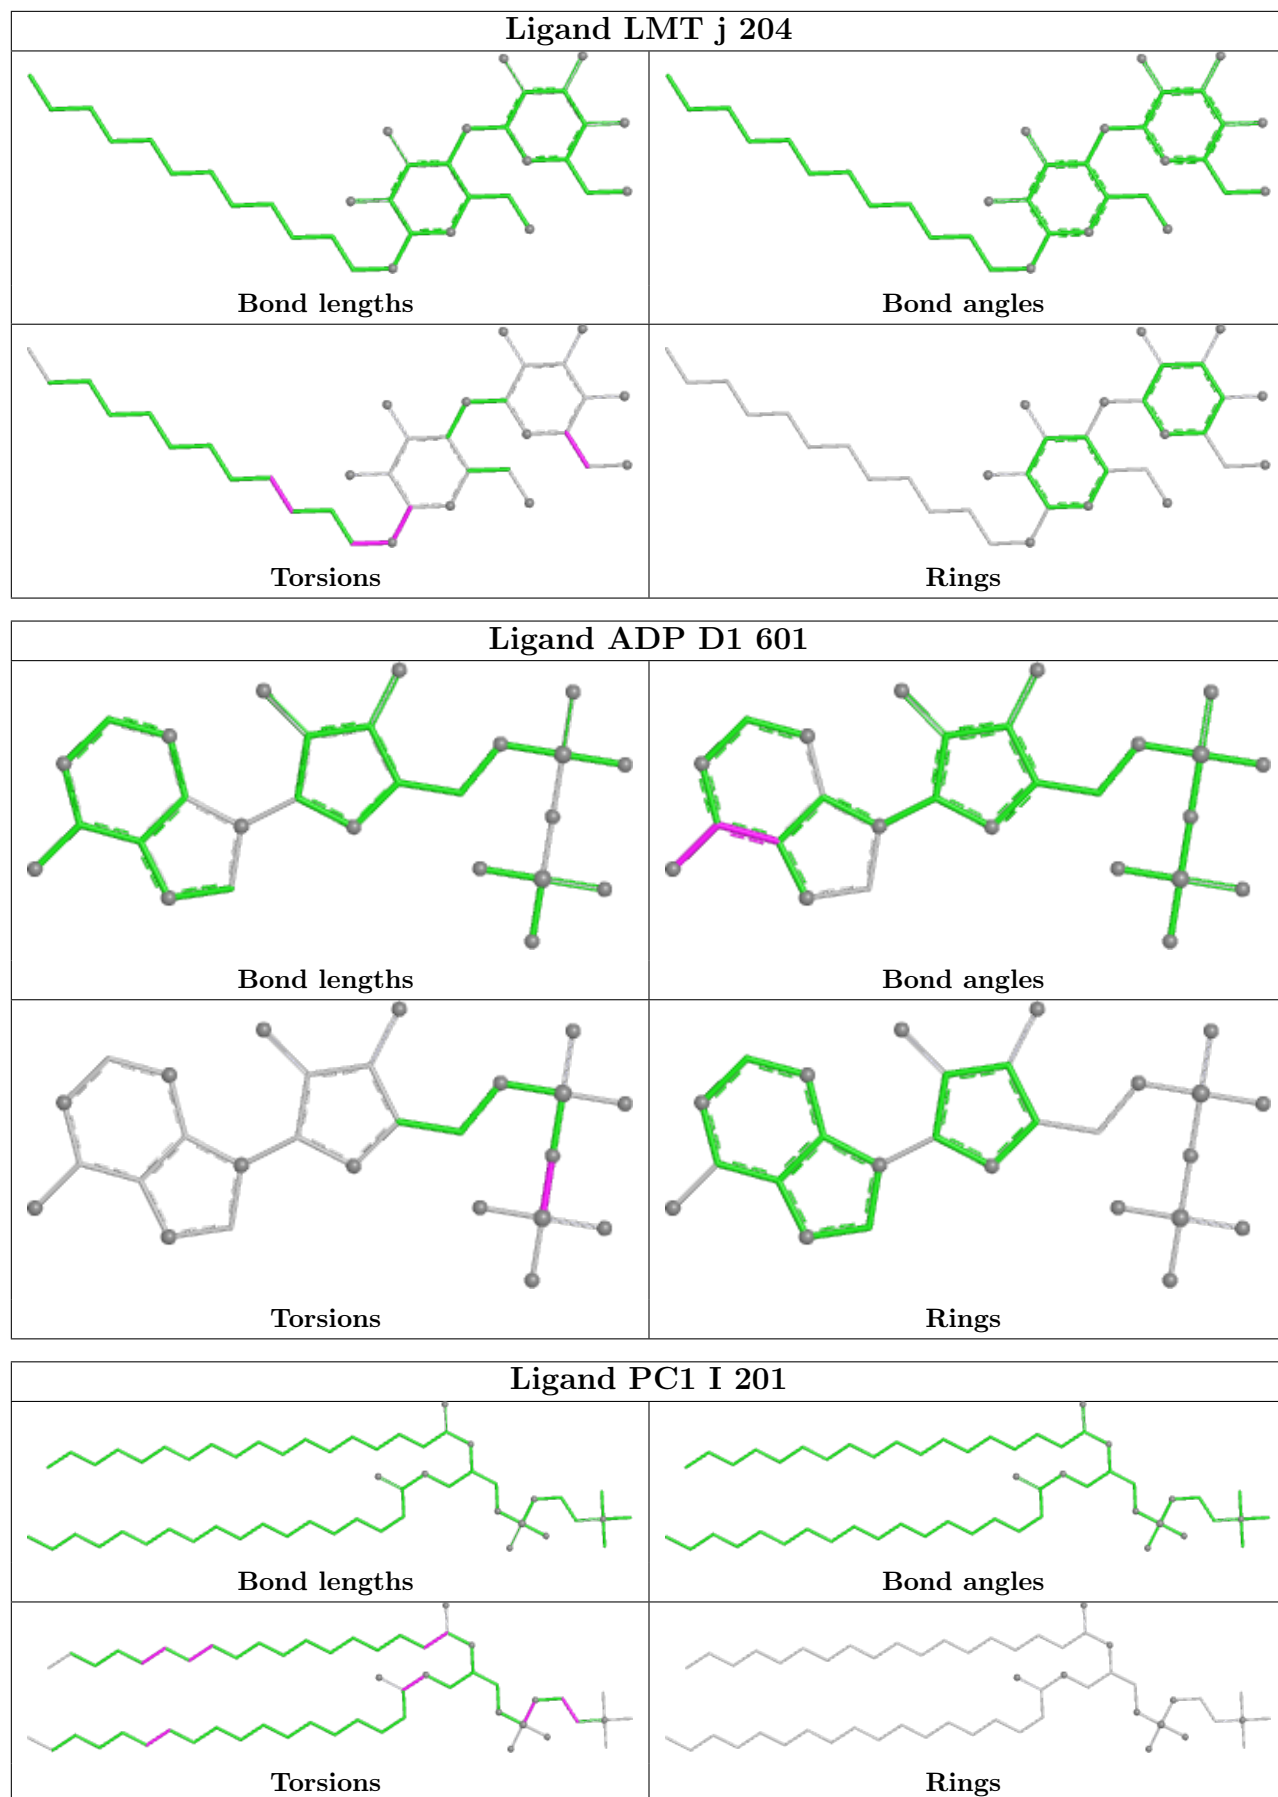 Ligand LMT j 204
Bond lengths
Bond angles
Torsions
Rings
Ligand ADP D1 601
Bond lengths
Bond angles
Torsions
Rings
Ligand PC1 I 201
Bond lengths
Bond angles
Torsions
Rings